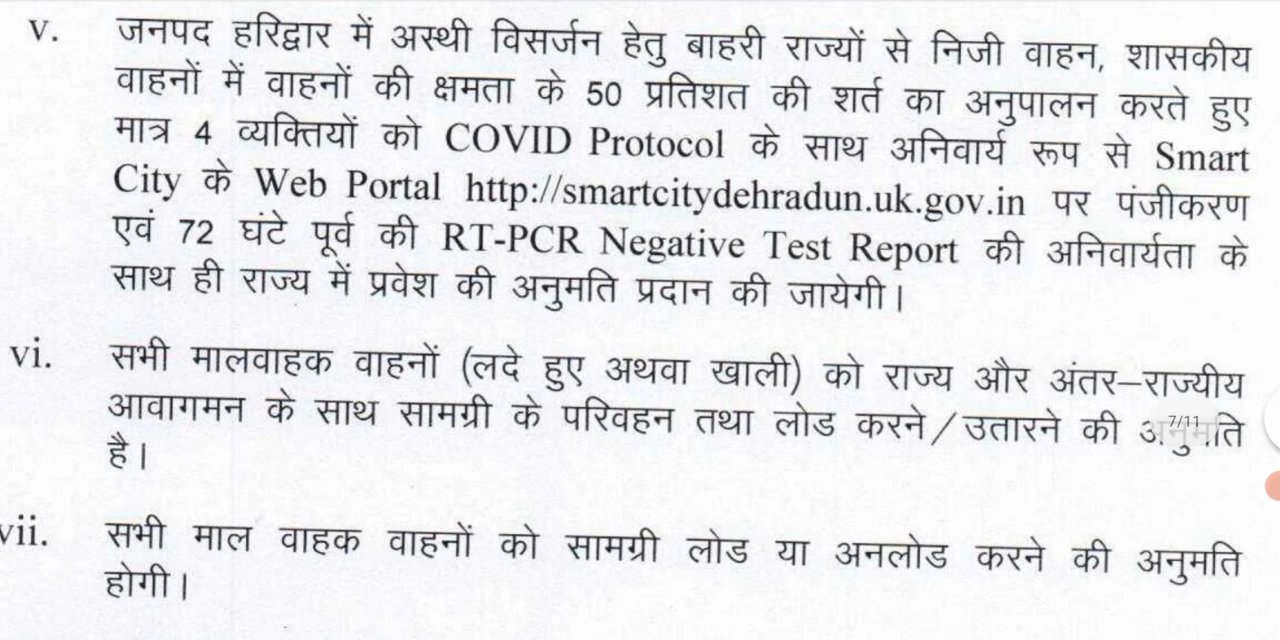 v. जनपद हरिद्वार में अस्थी विसर्जन हेतु बाहरी राज्यों से निजी वाहन, शासकीय
वाहनों में वाहनों की क्षमता के 50 प्रतिशत की शर्त का अनुपालन करते हुए
मात्र 4 व्यक्तियों को COVID Protocol के साथ अनिवार्य रूप से Smart
City के Web Portal http://smartcitydehradun.uk.gov.in पर पंजीकरण
एवं 72 घंटे पूर्व की RT-PCR Negative Test Report की अनिवार्यता के
साथ ही राज्य में प्रवेश की अनुमति प्रदान की जायेगी।
vi. सभी मालवाहक वाहनों (लदे हुए अथवा खाली) को राज्य और अंतर–राज्यीय
आवागमन के साथ सामग्री के परिवहन तथा लोड करने/उतारने की अनुमति
7/11
है।
vii. सभी माल वाहक वाहनों को सामग्री लोड या अनलोड करने की अनुमति
होगी।